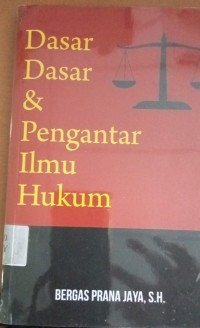 Dasar
Dasar
&
Pengantar
Ilmu
Hukum
BERGAS PRANA JAYA, S.H.